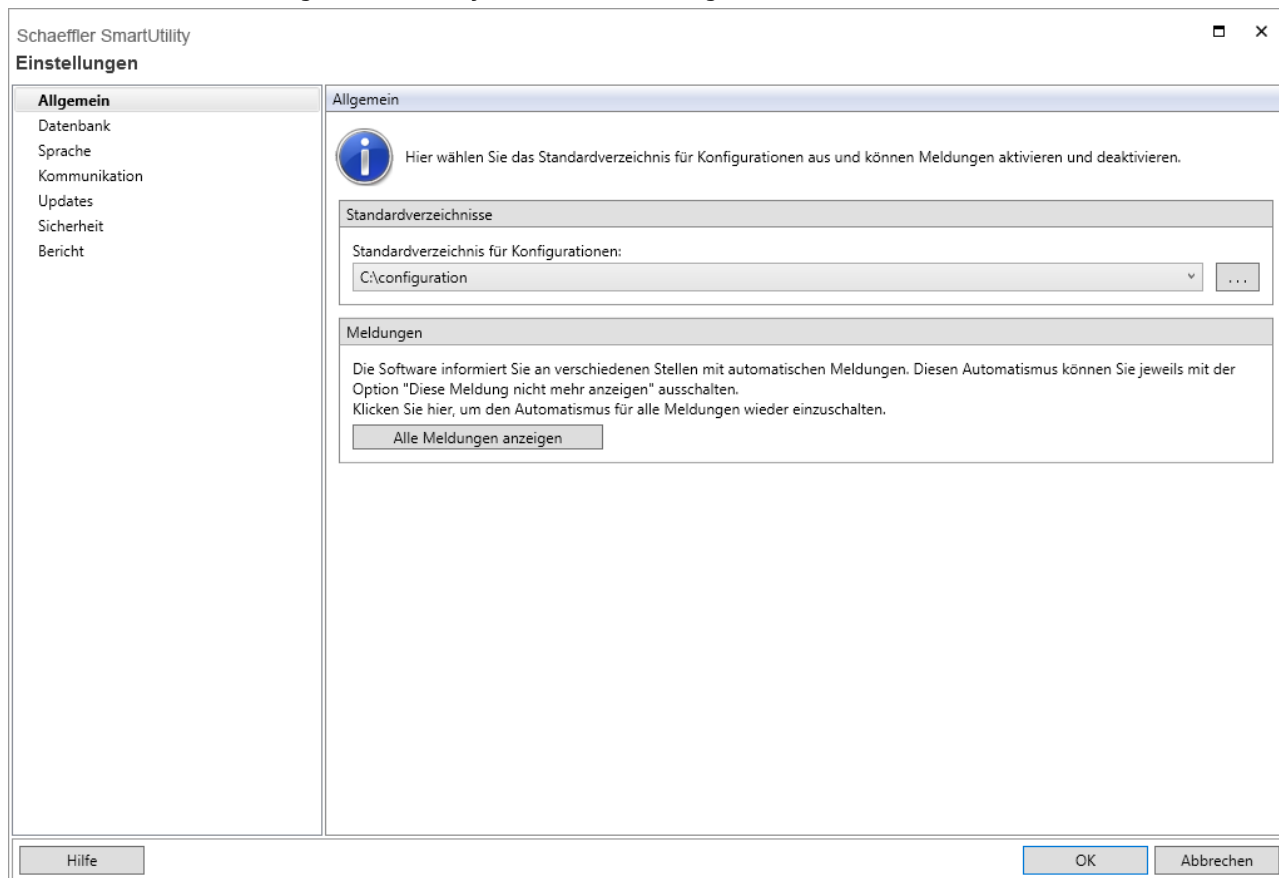 Schaeffler SmartUtility
Einstellungen
Allgemein
Datenbank
Sprache
Kommunikation
Updates
Sicherheit
Bericht
Allgemein
Hier wählen Sie das Standardverzeichnis für Konfigurationen aus und können Meldungen aktivieren und deaktivieren.
Standardverzeichnisse
Standardverzeichnis für Konfigurationen:
C:\configuration
...
Meldungen
Die Software informiert Sie an verschiedenen Stellen mit automatischen Meldungen. Diesen Automatismus können Sie jeweils mit der
Option "Diese Meldung nicht mehr anzeigen" ausschalten.
Klicken Sie hier, um den Automatismus für alle Meldungen wieder einzuschalten.
Alle Meldungen anzeigen
Hilfe
OK
Abbrechen